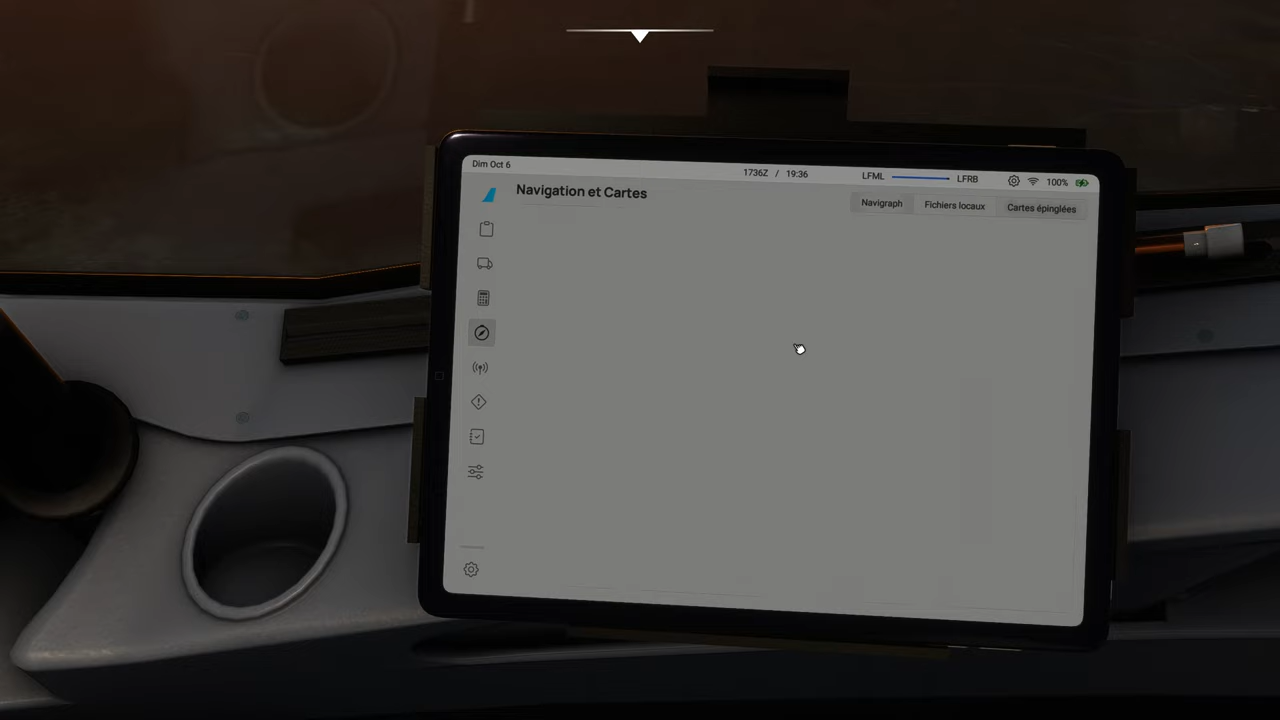 Dim Oct 6
1736Z / 19:36
LFML LFRB
100%
Navigation et Cartes
Navigraph
Fichiers locaux
Cartes épinglées